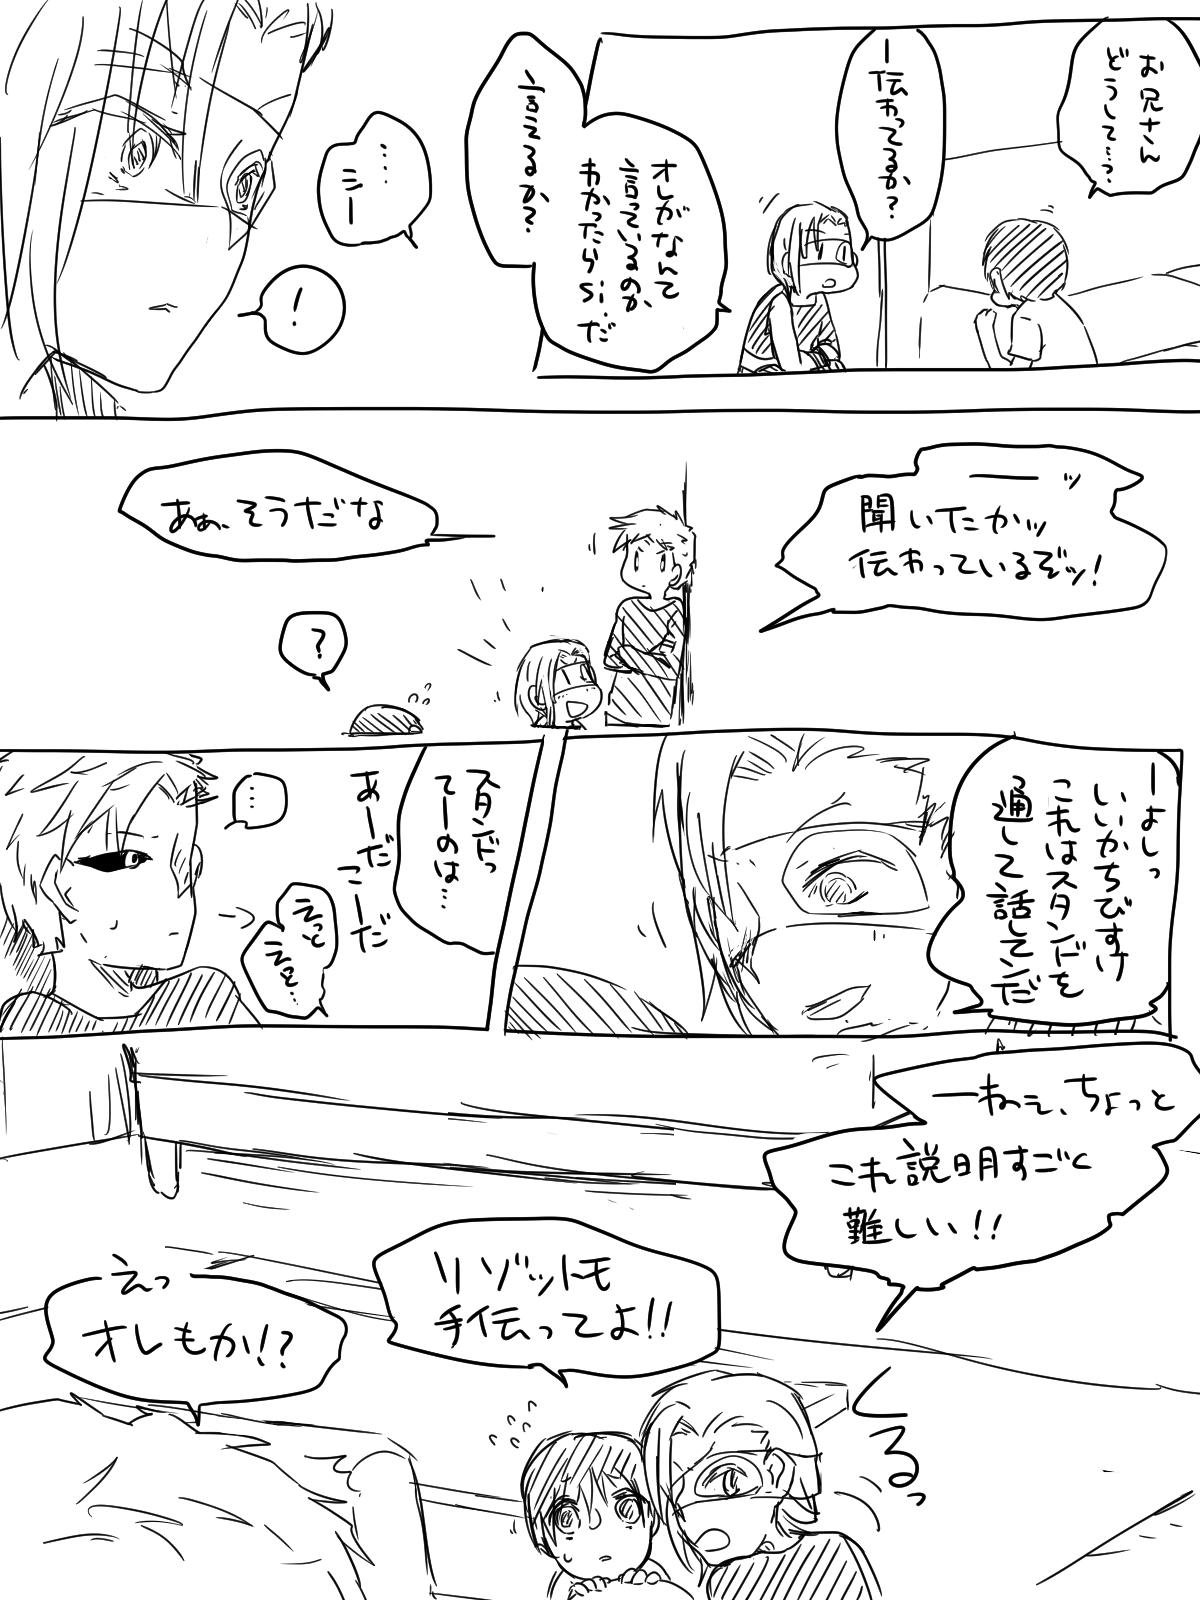 お兄さん
どうして…?
ー伝わってるか?
オレがなんて
言っているのか、
わかったらsi.だ
言えるか?
……
シー
!
ー ーッ
聞いたかッ
伝わっているぞッ!
あぁ、そうだな
?
ーよしっ
いいかちびすけ
これはスタンドを
通して話してンだ
スタンドっ
てーのは…
あーだ
こーだ
えっと
えと…
…
ーねぇ、ちょっと
これ説明すごく
難しい!!
リゾットも
手伝ってよ!!
えっ
オレもか!?
くるっ